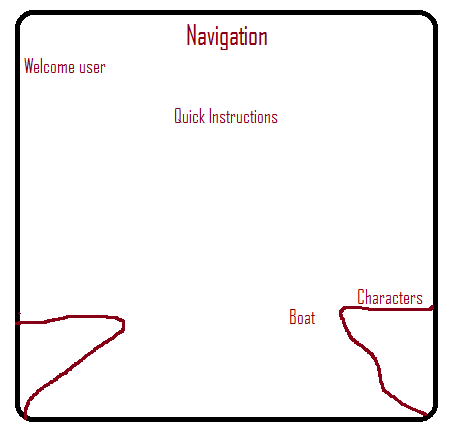 Navigation
Welcome user
Quick Instructions
Characters
Boat